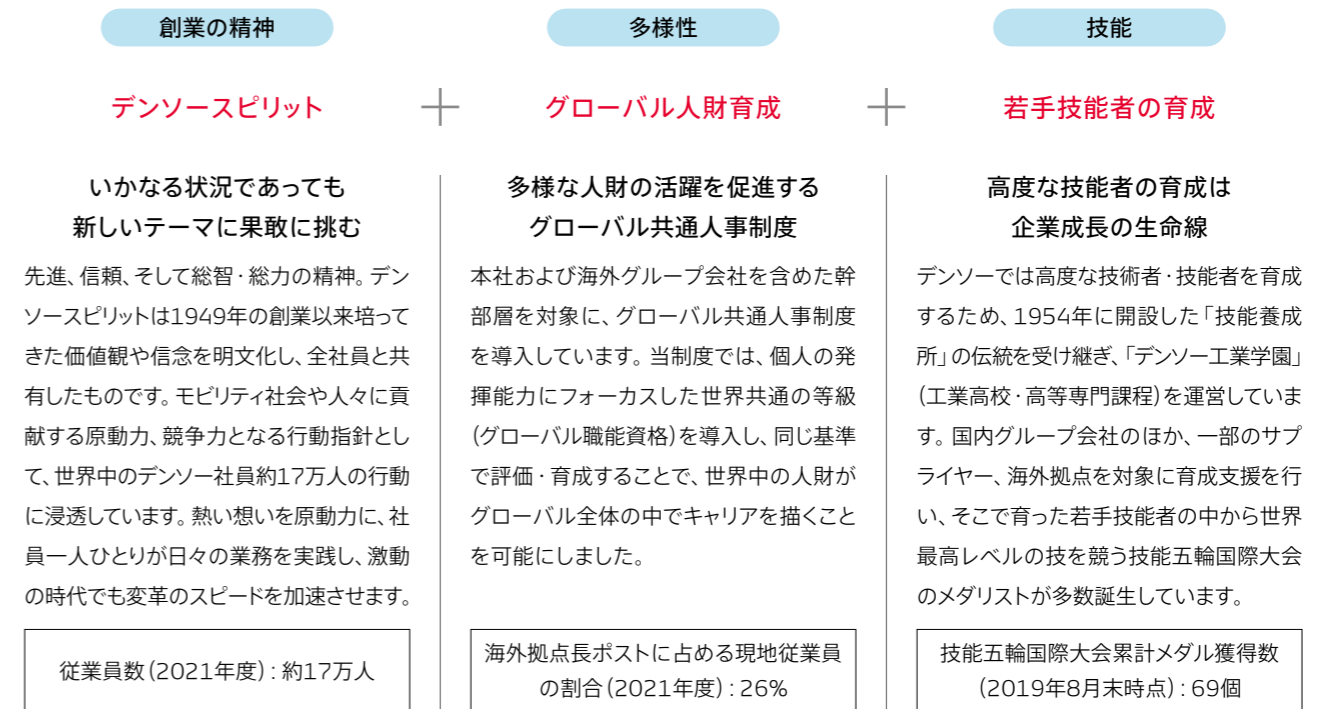 創業の精神
デンソースピリット
いかなる状況であっても
新しいテーマに果敢に挑む
先進、信頼、そして総智・総力の精神。デン
ソースピリットは1949年の創業以来培って
きた価値観や信念を明文化し、全社員と共
有したものです。モビリティ社会や人々に貢
献する原動力、競争力となる行動指針とし
て、世界中のデンソー社員約17万人の行動
に浸透しています。熱い想いを原動力に、社
員一人ひとりが日々の業務を実践し、激動
の時代でも変革のスピードを加速させます。
従業員数(2021年度):約17万人
+
多様性
グローバル人財育成
多様な人財の活躍を促進する
グローバル共通人事制度
本社および海外グループ会社を含めた幹
部層を対象に、グローバル共通人事制度
を導入しています。当制度では、個人の発
揮能力にフォーカスした世界共通の等級
(グローバル職能資格)を導入し、同じ基準
で評価・育成することで、世界中の人財が
グローバル全体の中でキャリアを描くこと
を可能にしました。
海外拠点長ポストに占める現地従業員
の割合(2021年度):26%
+
技能
若手技能者の育成
高度な技能者の育成は
企業成長の生命線
デンソーでは高度な技術者・技能者を育成
するため、1954年に開設した「技能養成
所」の伝統を受け継ぎ、「デンソー工業学園」
(工業高校・高等専門課程)を運営していま
す。国内グループ会社のほか、一部のサプ
ライヤー、海外拠点を対象に育成支援を行
い、そこで育った若手技能者の中から世界
最高レベルの技を競う技能五輪国際大会
のメダリストが多数誕生しています。
技能五輪国際大会累計メダル獲得数
(2019年8月末時点):69個